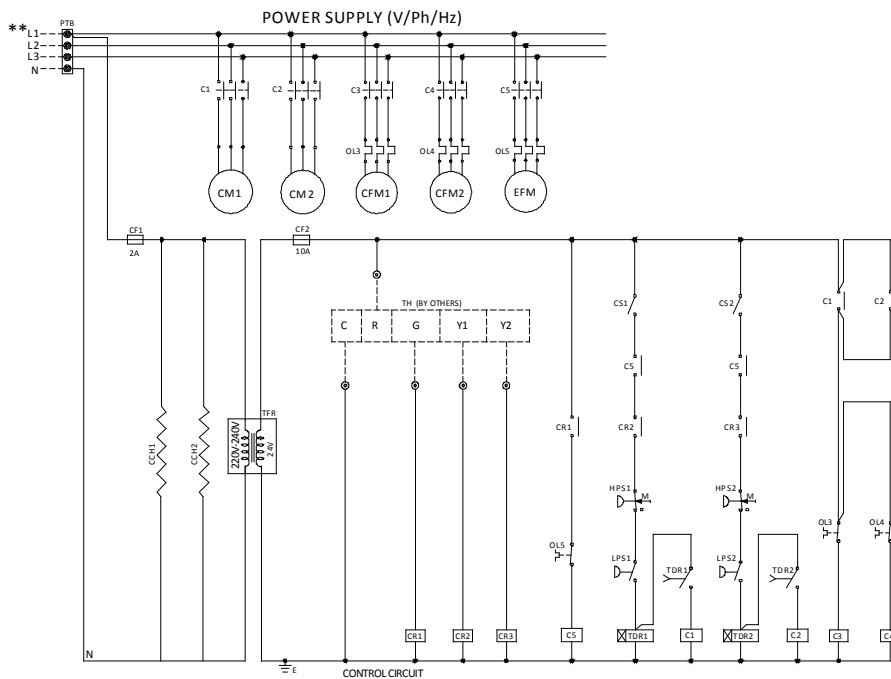 POWER SUPPLY (V/Ph/Hz)
** PTB
L1
L2
L3
N
C1 C2 C3 C4 C5
OL3 OL4 OL5
CM1 CM2 CFM1 CFM2 EFM
CF1 CF2
2A 10A
TH (BY OTHERS)
C R G Y1 Y2
CS1 CS2 C1 C2
C5 C5
CCH1 CCH2 220V-240V TFR 24V
CR1 CR2 CR3
HPS1 M HPS2 M
OL3 OL4
OL5 LPS1 TDR1 LPS2 TDR2
CR1 CR2 CR3 C5 TDR1 C1 TDR2 C2 C3 C4
N
E
CONTROL CIRCUIT